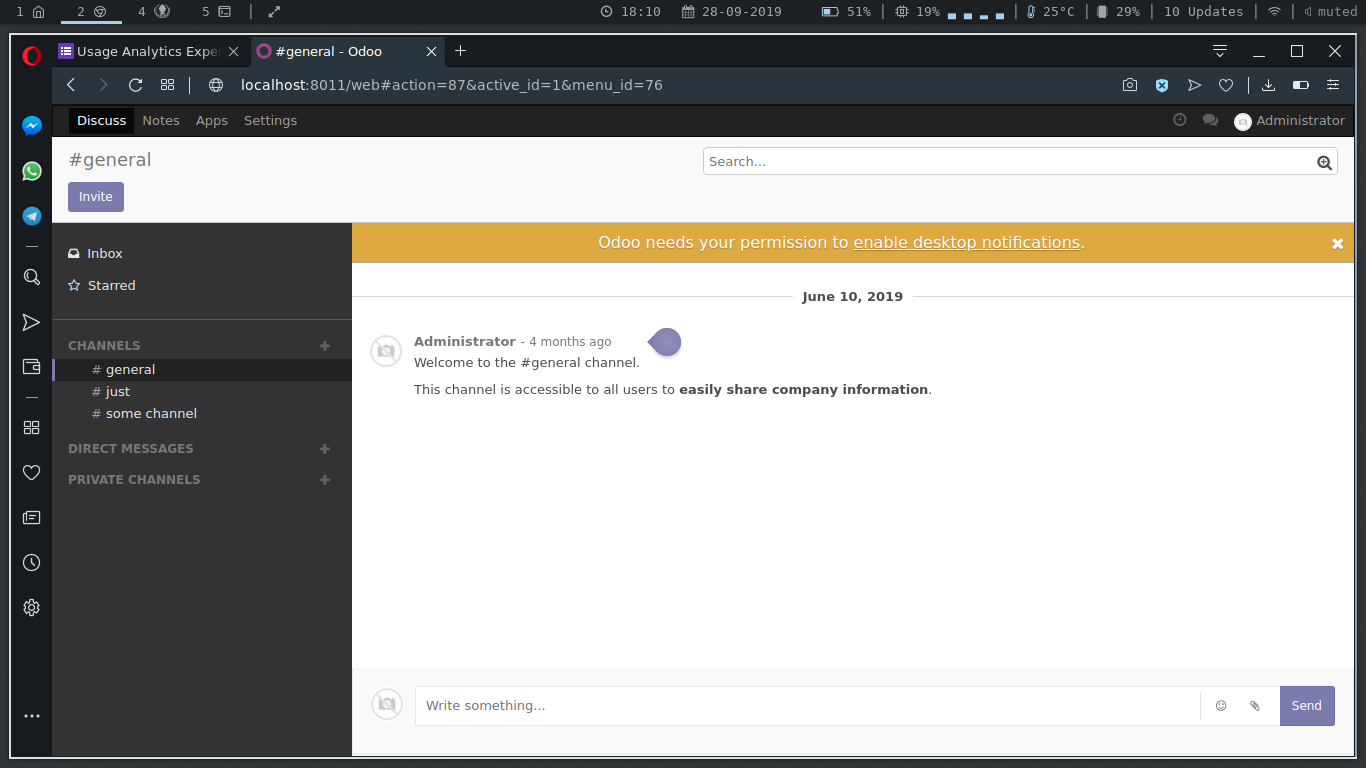 1 2 4 5 18:10 28-09-2019 51% 19% 25°C 29% 10 Updates muted
Usage Analytics Expe #general - Odoo
localhost:8011/web#action=87&active_id=1&menu_id=76
Discuss Notes Apps Settings Administrator
#general
Search...
Invite
Odoo needs your permission to enable desktop notifications.
Inbox
Starred
CHANNELS
# general
# just
# some channel
DIRECT MESSAGES
PRIVATE CHANNELS
June 10, 2019
Administrator - 4 months ago
Welcome to the #general channel.
This channel is accessible to all users to easily share company information.
Write something...
Send